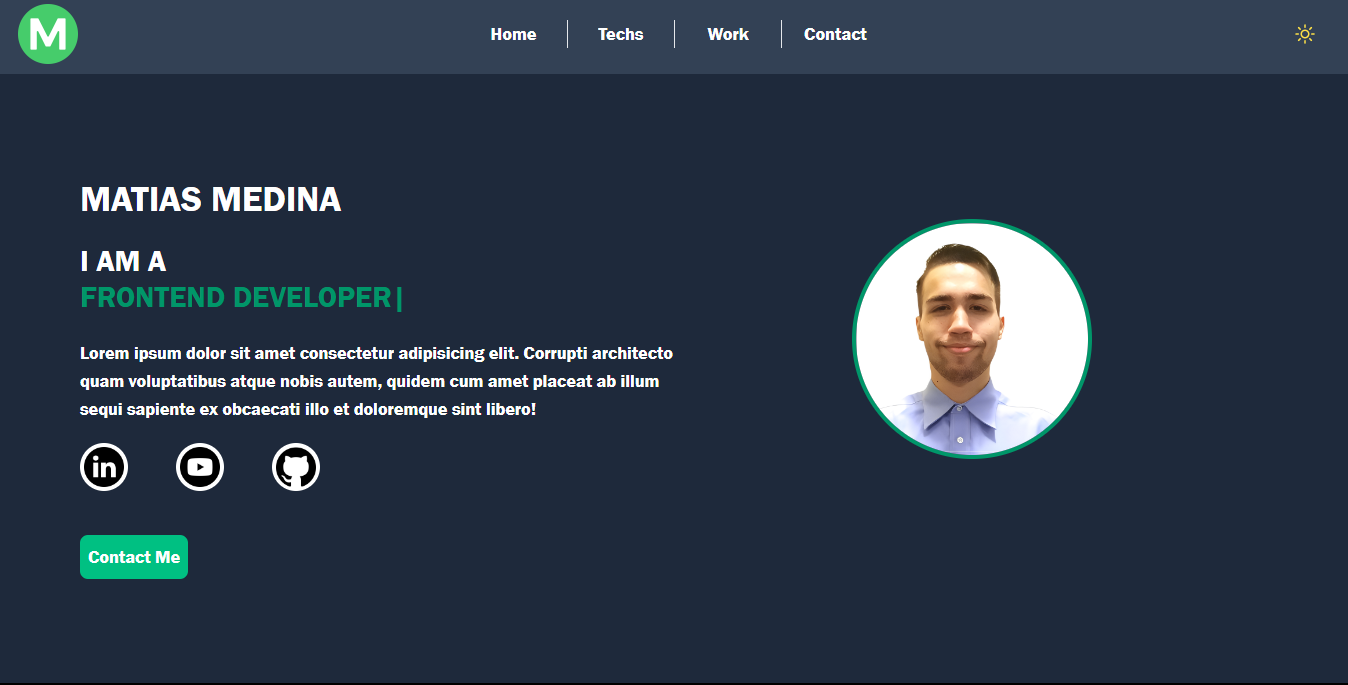 M
Home
Techs
Work
Contact
MATIAS MEDINA
I AM A
FRONTEND DEVELOPER|
Lorem ipsum dolor sit amet consectetur adipisicing elit. Corrupti architecto
quam voluptatibus atque nobis autem, quidem cum amet placeat ab illum
sequi sapiente ex obcaecati illo et doloremque sint libero!
in
Contact Me